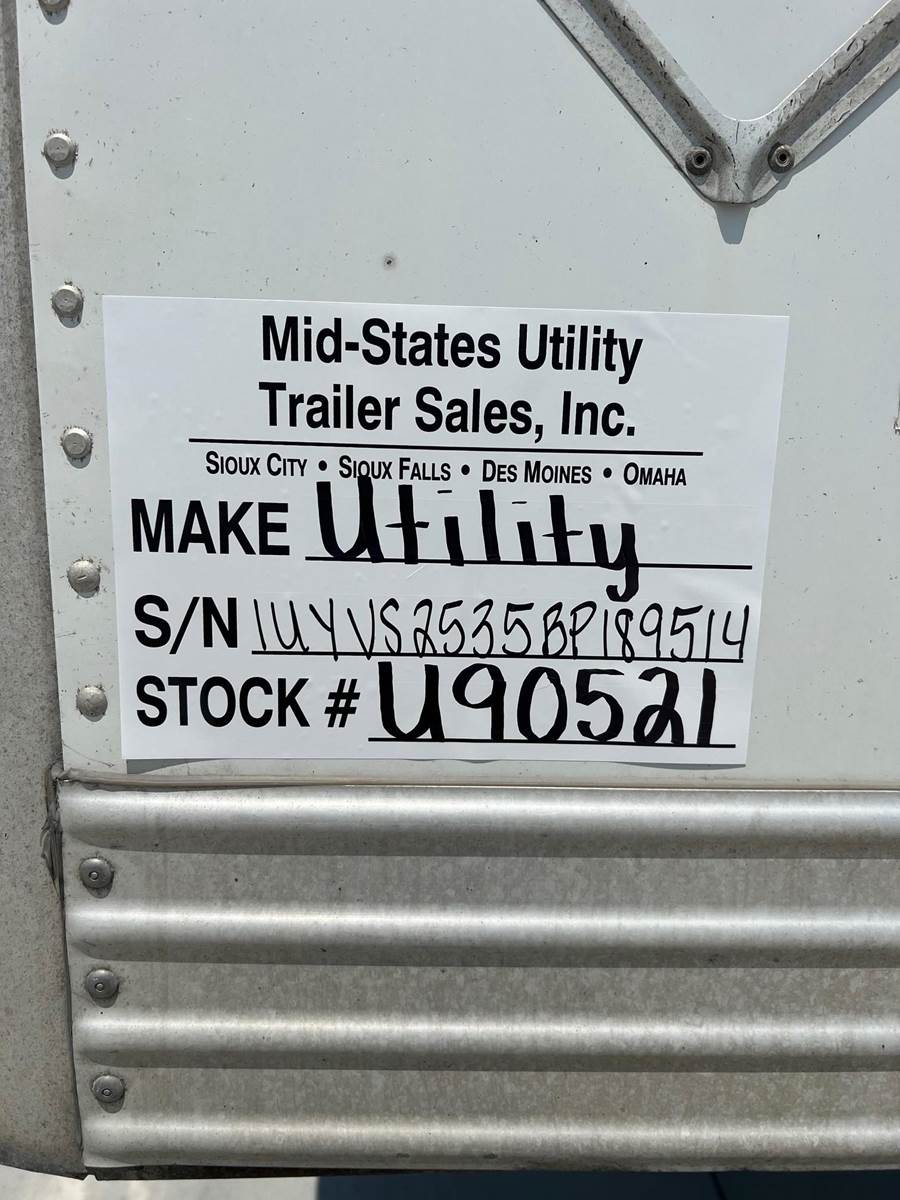 Mid-States Utility
Trailer Sales, Inc.
SIOUX CITY • SIOUX FALLS • DES MOINES • OMAHA
MAKE Utility
S/N 1UYVS2535BP189514
STOCK # U90521